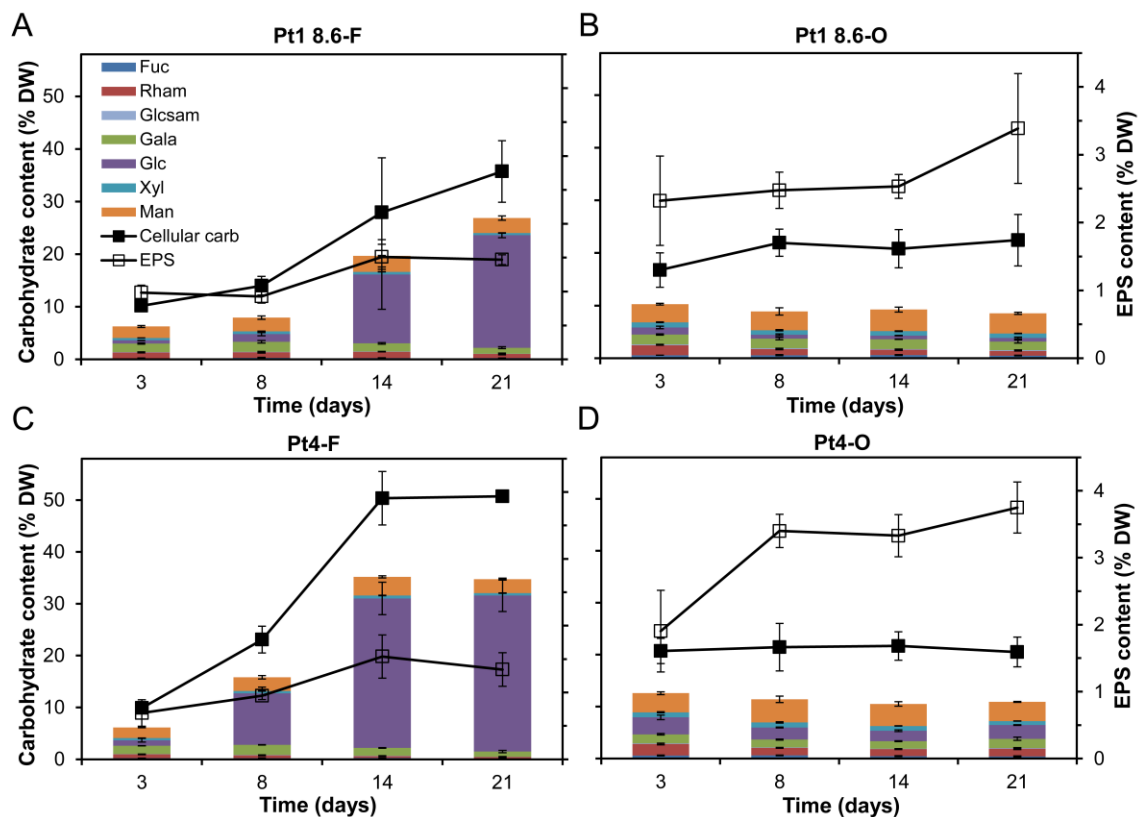 A
Pt1 8.6-F
Carbohydrate content (% DW)
50
40
30
20
10
0
Fuc
Rham
Glcsam
Gala
Glc
Xyl
Man
Cellular carb
EPS
3
8
14
21
Time (days)
B
Pt1 8.6-O
4
3
2
1
0
EPS content (% DW)
3
8
14
21
Time (days)
C
Pt4-F
Carbohydrate content (% DW)
50
40
30
20
10
0
3
8
14
21
Time (days)
D
Pt4-O
4
3
2
1
0
EPS content (% DW)
3
8
14
21
Time (days)